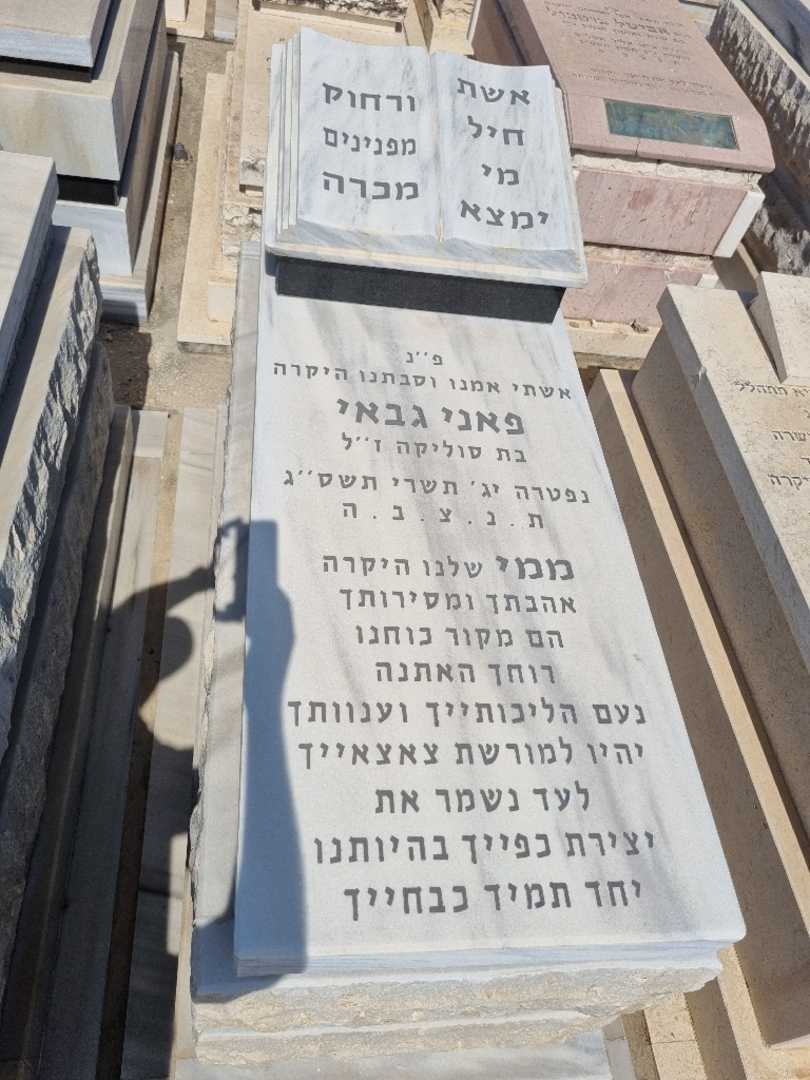 אשת
חיל
מי
ימצא
ורחוק
מפנינים
מכרה
פ''נ
אשתי אמנו וסבתנו היקרה
פאני גבאי
בת סוליקה ז''ל
נפטרה יג' תשרי תשס''ג
ת . נ . צ . ב . ה
ממי שלנו היקרה
אהבתך ומסירותך
הם מקור כוחנו
רוחך האתנה
נעם הליכותייך וענוותך
יהיו למורשת צאצאייך
לעד נשמר את
יצירת כפייך בהיותנו
יחד תמיד כבחייך